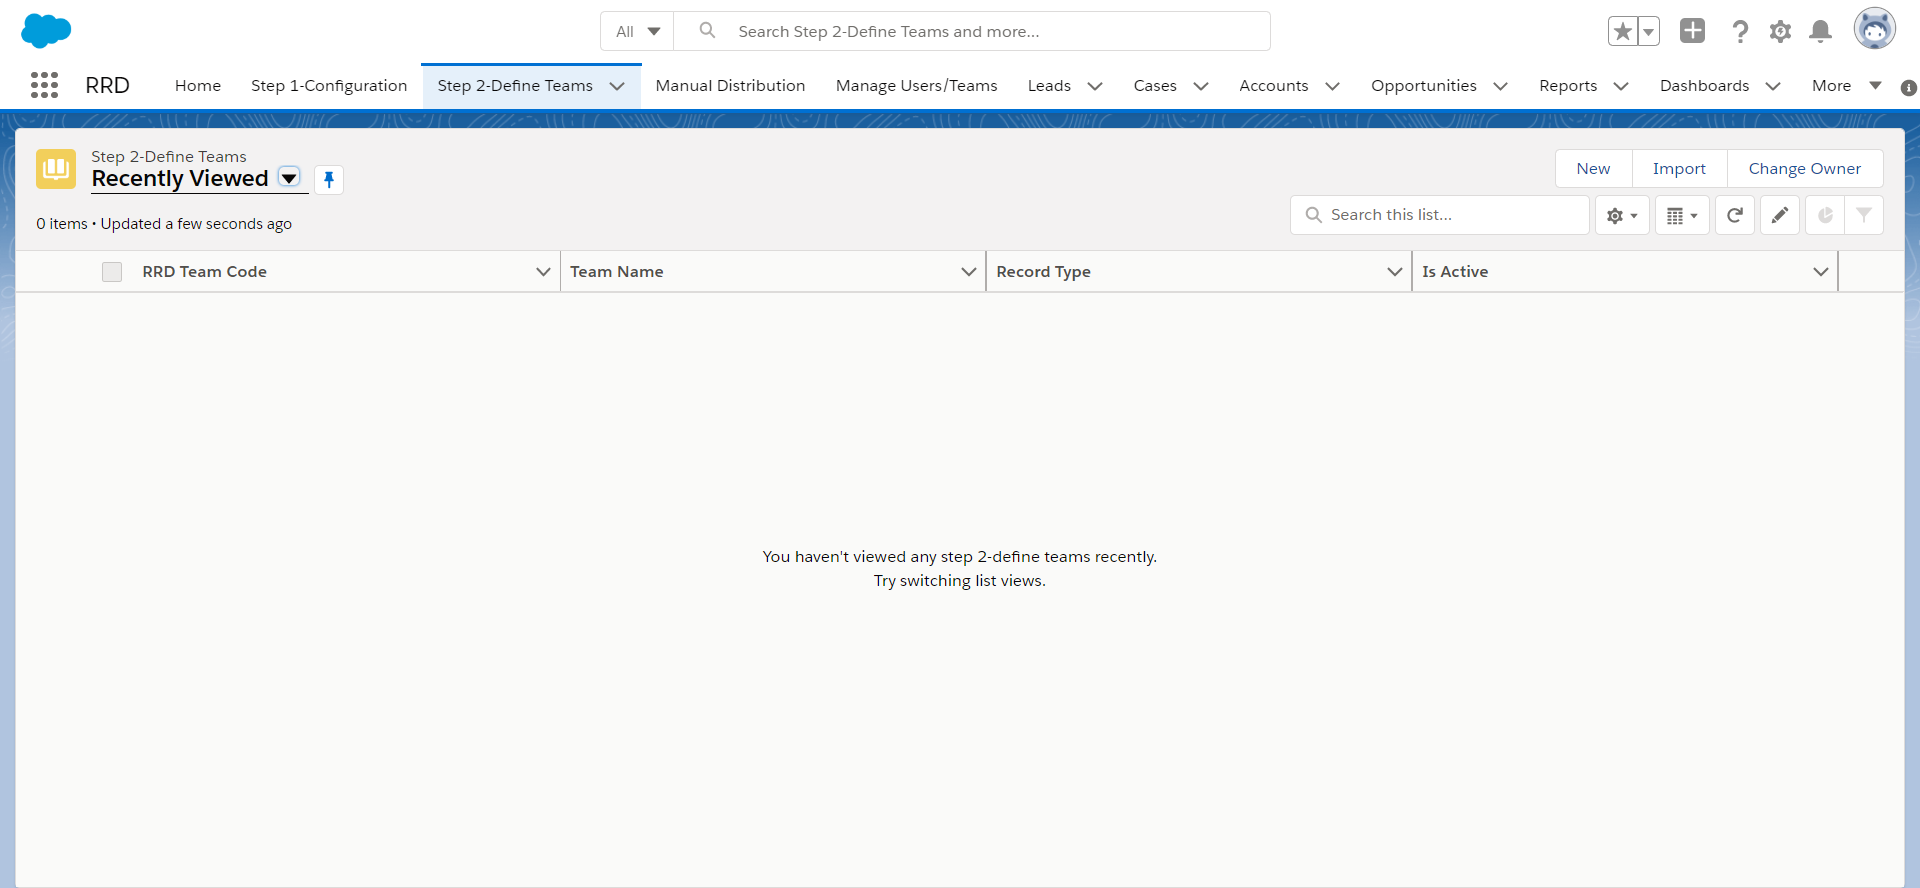 All
Search Step 2-Define Teams and more...
RRD
Home
Step 1-Configuration
Step 2-Define Teams
Manual Distribution
Manage Users/Teams
Leads
Cases
Accounts
Opportunities
Reports
Dashboards
More
Step 2-Define Teams
Recently Viewed
New
Import
Change Owner
0 items • Updated a few seconds ago
Search this list...
RRD Team Code
Team Name
Record Type
Is Active
You haven't viewed any step 2-define teams recently.
Try switching list views.